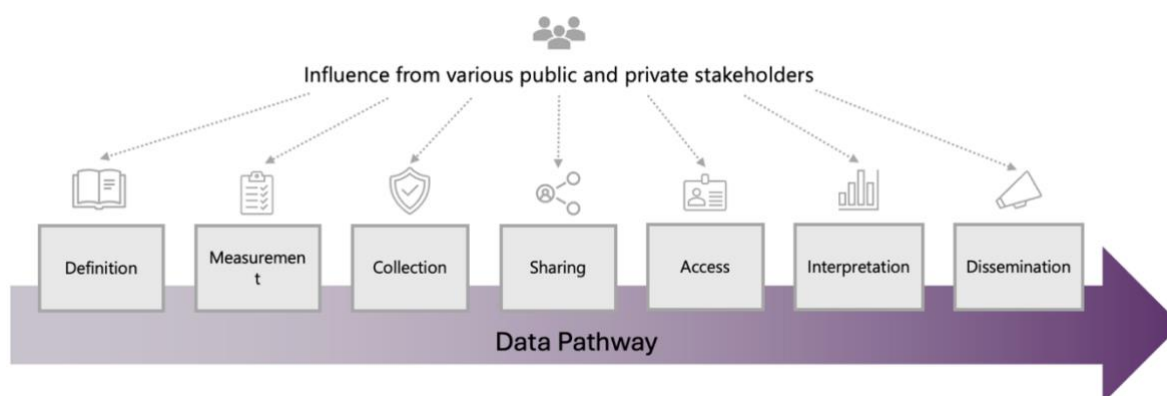 Influence from various public and private stakeholders
Definition
Measuremen
t
Collection
Sharing
Access
Interpretation
Dissemination
Data Pathway